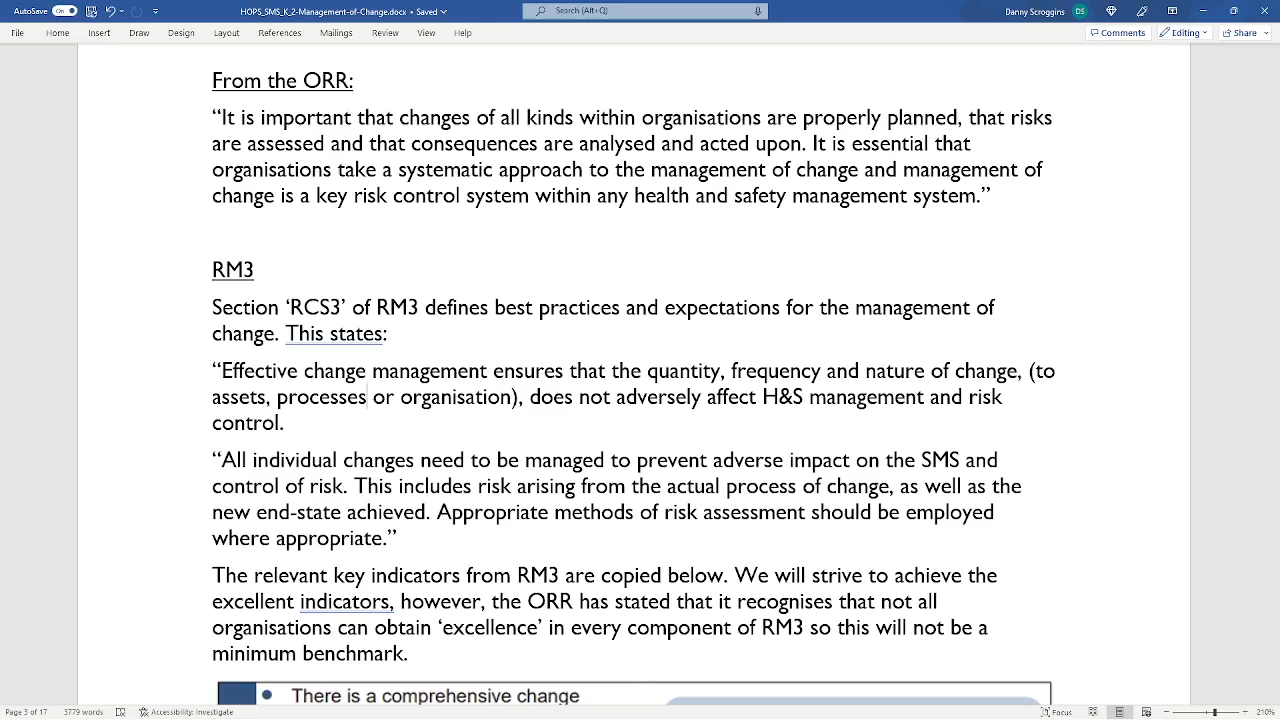 AutoSave On HOPS_SMS_K_2-Management-of-Change.docx • Saved Search (Alt+Q) Danny Scroggins DS
File Home Insert Draw Design Layout References Mailings Review View Help Comments Editing Share
From the ORR:
“It is important that changes of all kinds within organisations are properly planned, that risks
are assessed and that consequences are analysed and acted upon. It is essential that
organisations take a systematic approach to the management of change and management of
change is a key risk control system within any health and safety management system.”
RM3
Section ‘RCS3’ of RM3 defines best practices and expectations for the management of
change. This states:
“Effective change management ensures that the quantity, frequency and nature of change, (to
assets, processes or organisation), does not adversely affect H&S management and risk
control.
“All individual changes need to be managed to prevent adverse impact on the SMS and
control of risk. This includes risk arising from the actual process of change, as well as the
new end-state achieved. Appropriate methods of risk assessment should be employed
where appropriate.”
The relevant key indicators from RM3 are copied below. We will strive to achieve the
excellent indicators, however, the ORR has stated that it recognises that not all
organisations can obtain ‘excellence’ in every component of RM3 so this will not be a
minimum benchmark.
• There is a comprehensive change
Page 3 of 17 3779 words Accessibility: Investigate Focus 210%